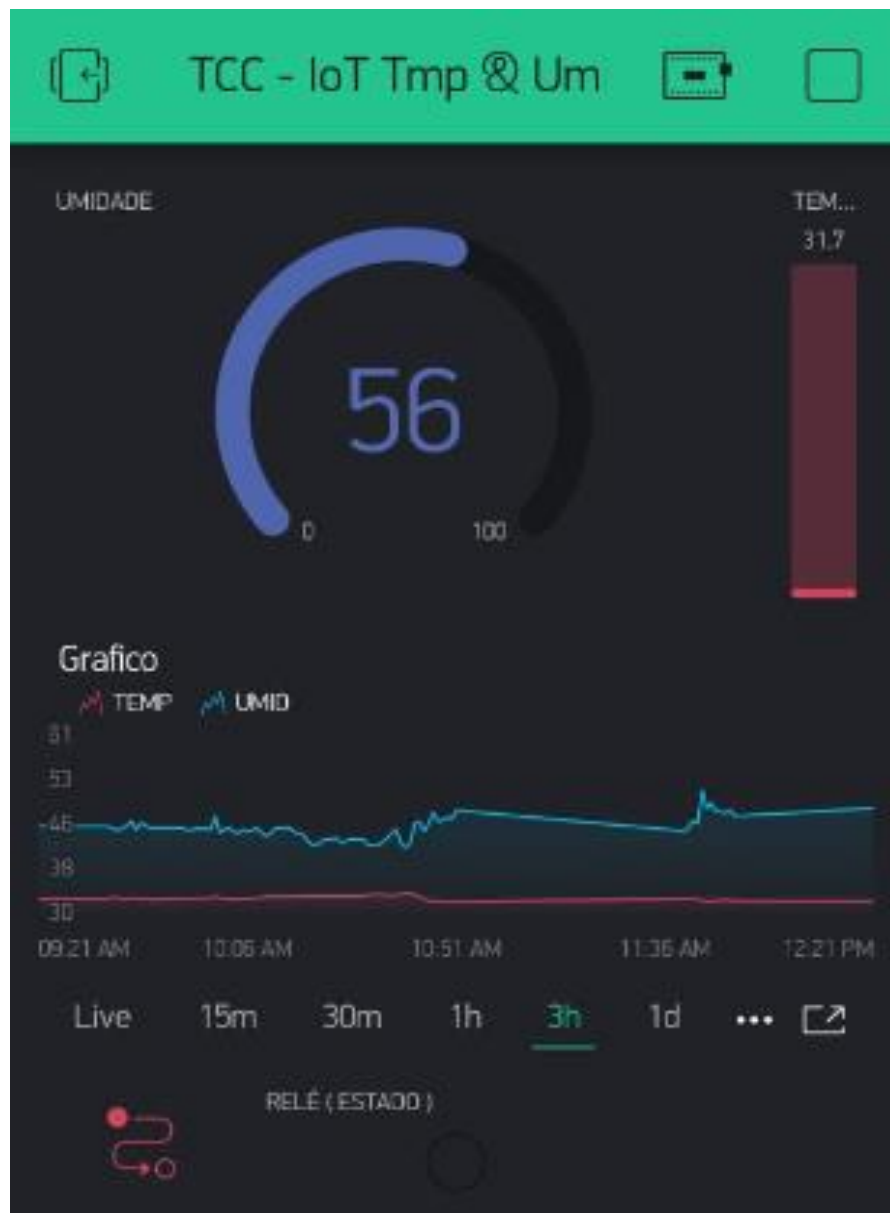 TCC - IoT Tmp & Um
UMIDADE
TEM...
31.7
56
0
100
Grafico
TEMP UMID
61
53
46
38
30
09:21 AM 10:06 AM 10:51 AM 11:36 AM 12:21 PM
Live 15m 30m 1h 3h 1d ...
RELÉ ( ESTADO )